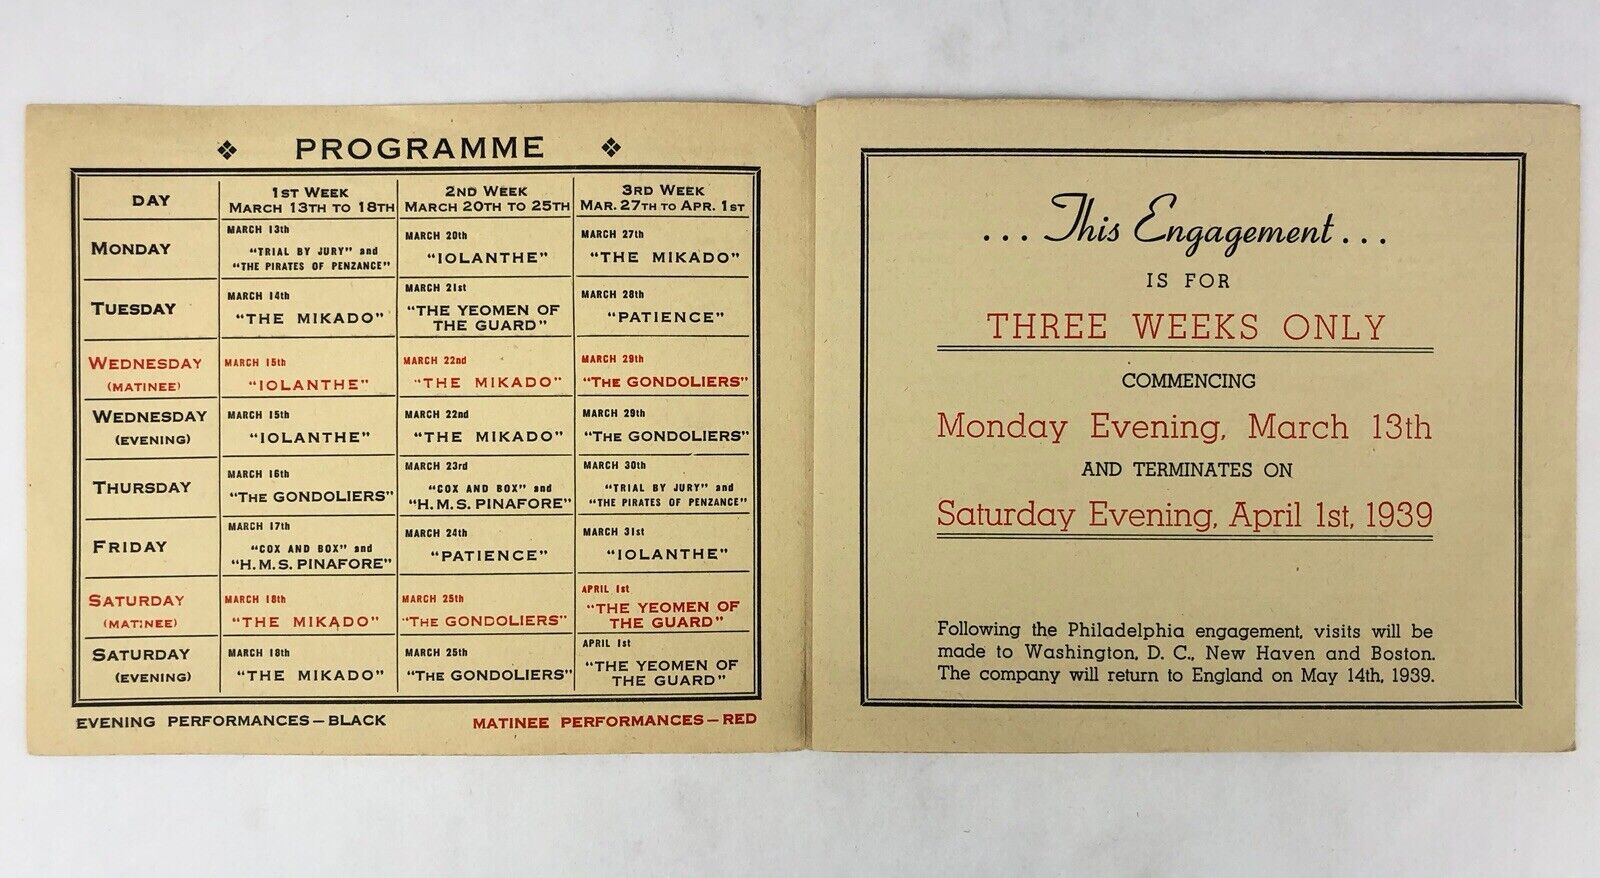 PROGRAMME
DAY 1ST WEEK 2ND WEEK 3RD WEEK
MARCH 13TH TO 18TH MARCH 20TH TO 25TH MAR. 27TH TO APR. 1ST
MONDAY
MARCH 13th
"TRIAL BY JURY" and
"THE PIRATES OF PENZANCE"
MARCH 20th
"IOLANTHE"
MARCH 27th
"THE MIKADO"
TUESDAY
MARCH 14th
"THE MIKADO"
MARCH 21st
"THE YEOMEN OF
THE GUARD"
MARCH 28th
"PATIENCE"
WEDNESDAY
(MATINEE)
MARCH 15th
"IOLANTHE"
MARCH 22nd
"THE MIKADO"
MARCH 29th
"THE GONDOLIERS"
WEDNESDAY
(EVENING)
MARCH 15th
"IOLANTHE"
MARCH 22nd
"THE MIKADO"
MARCH 29th
"THE GONDOLIERS"
THURSDAY
MARCH 16th
"THE GONDOLIERS"
MARCH 23rd
"COX AND BOX" and
"H.M.S. PINAFORE"
MARCH 30th
"TRIAL BY JURY" and
"THE PIRATES OF PENZANCE"
FRIDAY
MARCH 17th
"COX AND BOX" and
"H.M.S. PINAFORE"
MARCH 24th
"PATIENCE"
MARCH 31st
"IOLANTHE"
SATURDAY
(MATINEE)
MARCH 18th
"THE MIKADO"
MARCH 25th
"THE GONDOLIERS"
APRIL 1st
"THE YEOMEN OF
THE GUARD"
SATURDAY
(EVENING)
MARCH 18th
"THE MIKADO"
MARCH 25th
"THE GONDOLIERS"
APRIL 1st
"THE YEOMEN OF
THE GUARD"
EVENING PERFORMANCES—BLACK MATINEE PERFORMANCES—RED
...This Engagement...
IS FOR
THREE WEEKS ONLY
COMMENCING
Monday Evening, March 13th
AND TERMINATES ON
Saturday Evening, April 1st, 1939
Following the Philadelphia engagement, visits will be
made to Washington, D. C., New Haven and Boston.
The company will return to England on May 14th, 1939.